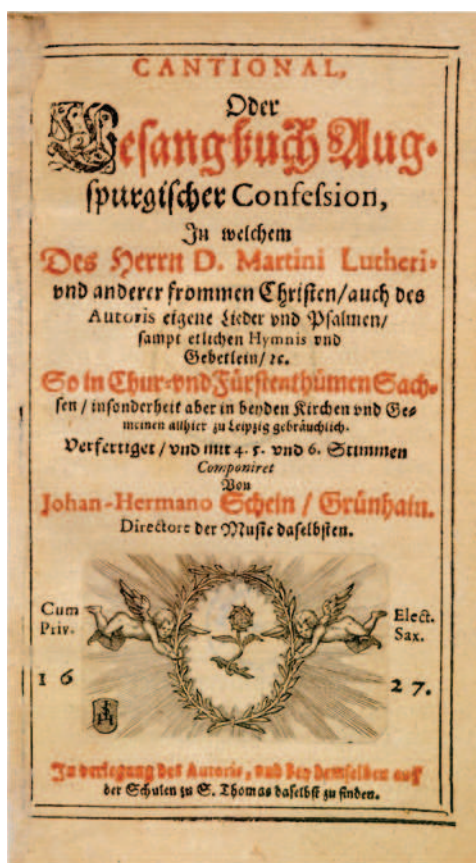 CANTIONAL,
Oder
Gesangbuch Aug-
spurgischer Confession,
In welchem
Des Herrn D. Martini Lutheri-
vnd anderer frommen Christen/auch des
Autoris eigene Lieder vnd Psalmen/
sampt etlichen Hymnis vnd
Gebetlein/ꝛc.
So in Chur-vnd Fürstenthümen Sach-
sen/insonderheit aber in beyden Kirchen vnd Ge-
meinen allhier zu Leipzig gebräuchlich.
Verfertiget/vnd mit 4. 5. vnd 6. Stimmen
Componiret
Von
Johan-Hermano Schein/Grünhain.
Directore der Music daselbsten.
Cum Elect.
Priv. Sax.
16 27.
In verlegung des Autoris, vnd bey demselben auff
der Schulen zu S. Thomas daselbst zu finden.